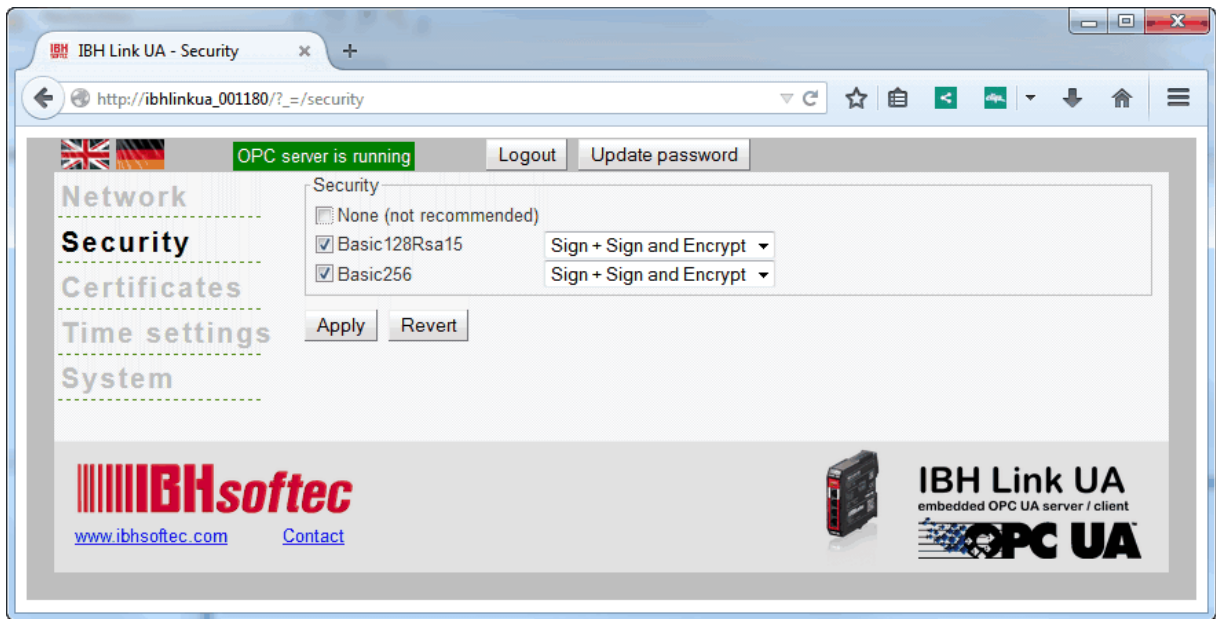 IBH Link UA - Security
http://ibhlinkua_001180/?_=/security
OPC server is running Logout Update password
Network
Security
Certificates
Time settings
System
Security
None (not recommended)
Basic128Rsa15 Sign + Sign and Encrypt
Basic256 Sign + Sign and Encrypt
Apply Revert
IBHsoftec
www.ibhsoftec.com Contact
IBH Link UA
embedded OPC UA server / client
OPC UA